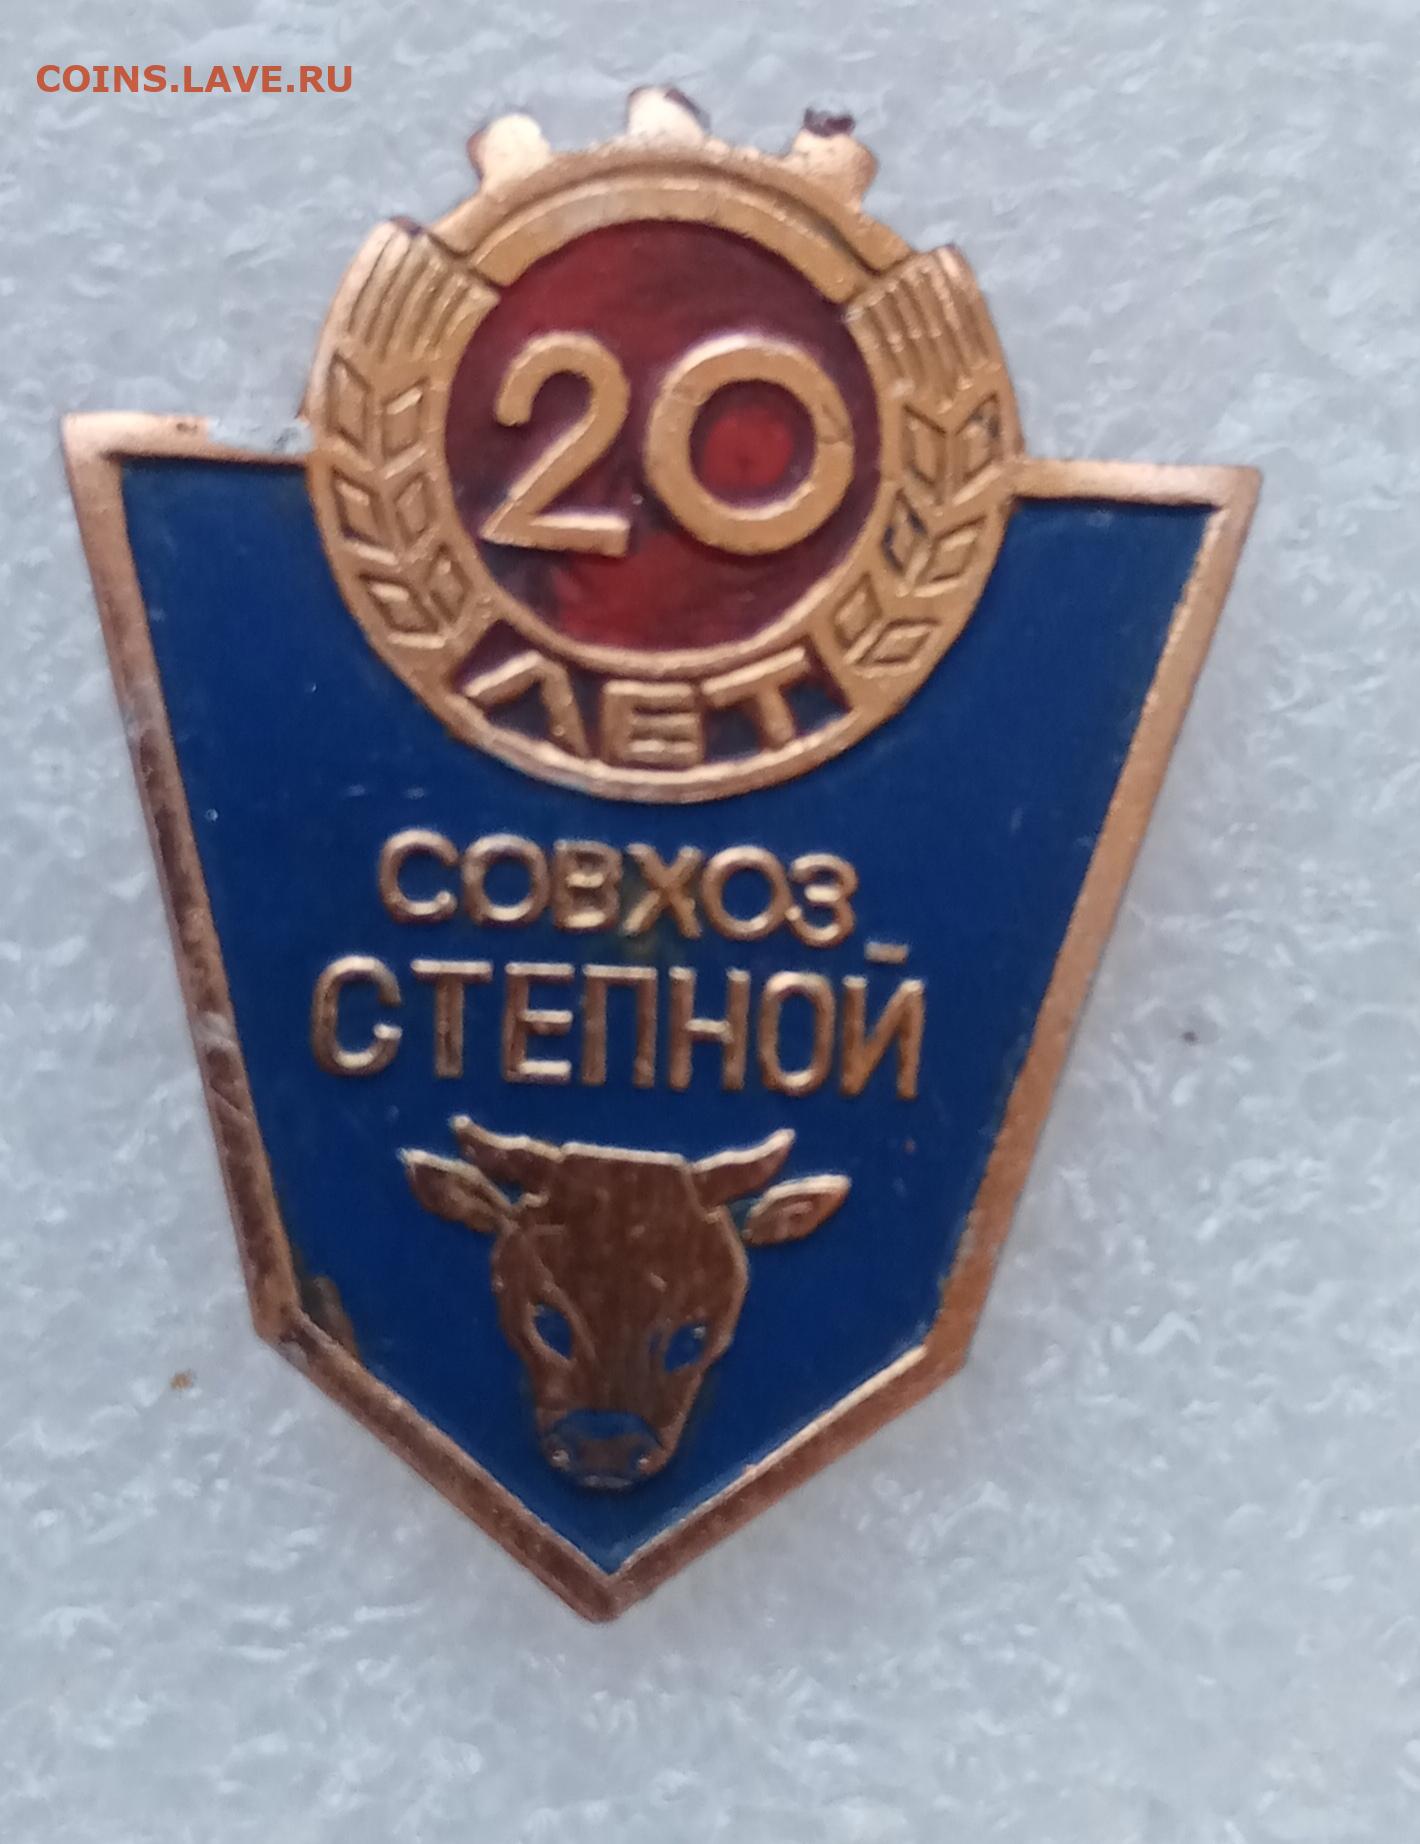 COINS.LAVE.RU
20
ЛЕТ
СОВХОЗ
СТЕПНОЙ